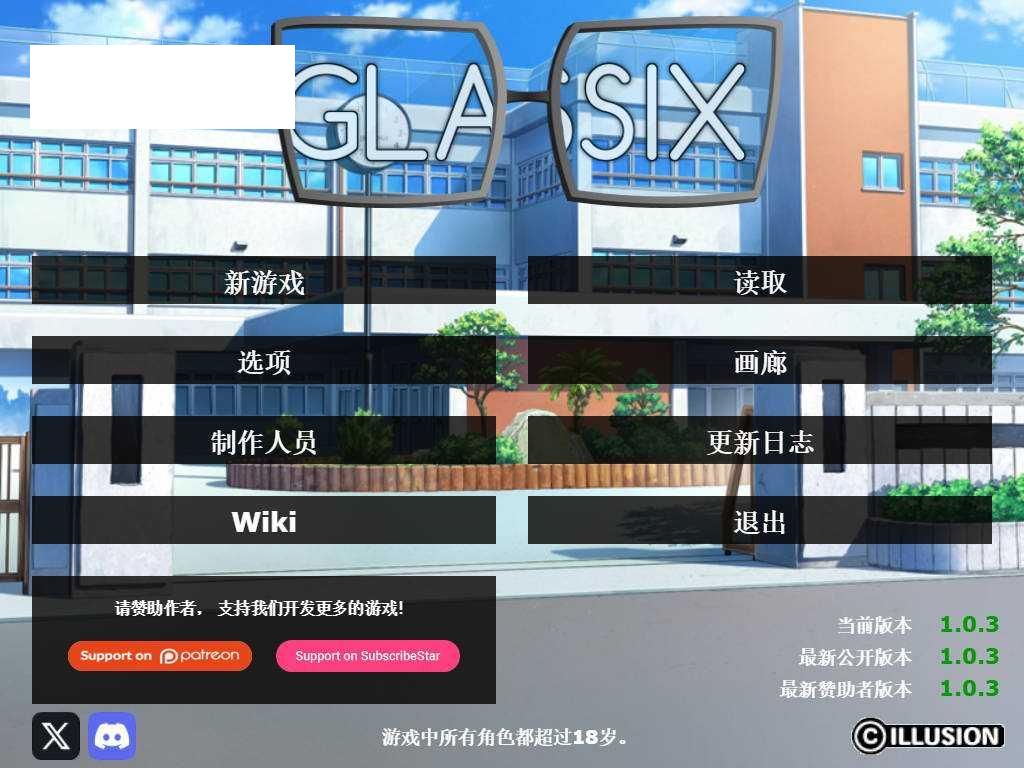 GLASSIX
新游戏
读取
选项
画廊
制作人员
更新日志
Wiki
退出
请赞助作者， 支持我们开发更多的游戏!
Support on patreon
Support on SubscribeStar
当前版本 1.0.3
最新公开版本 1.0.3
最新赞助者版本 1.0.3
游戏中所有角色都超过18岁。
©ILLUSION